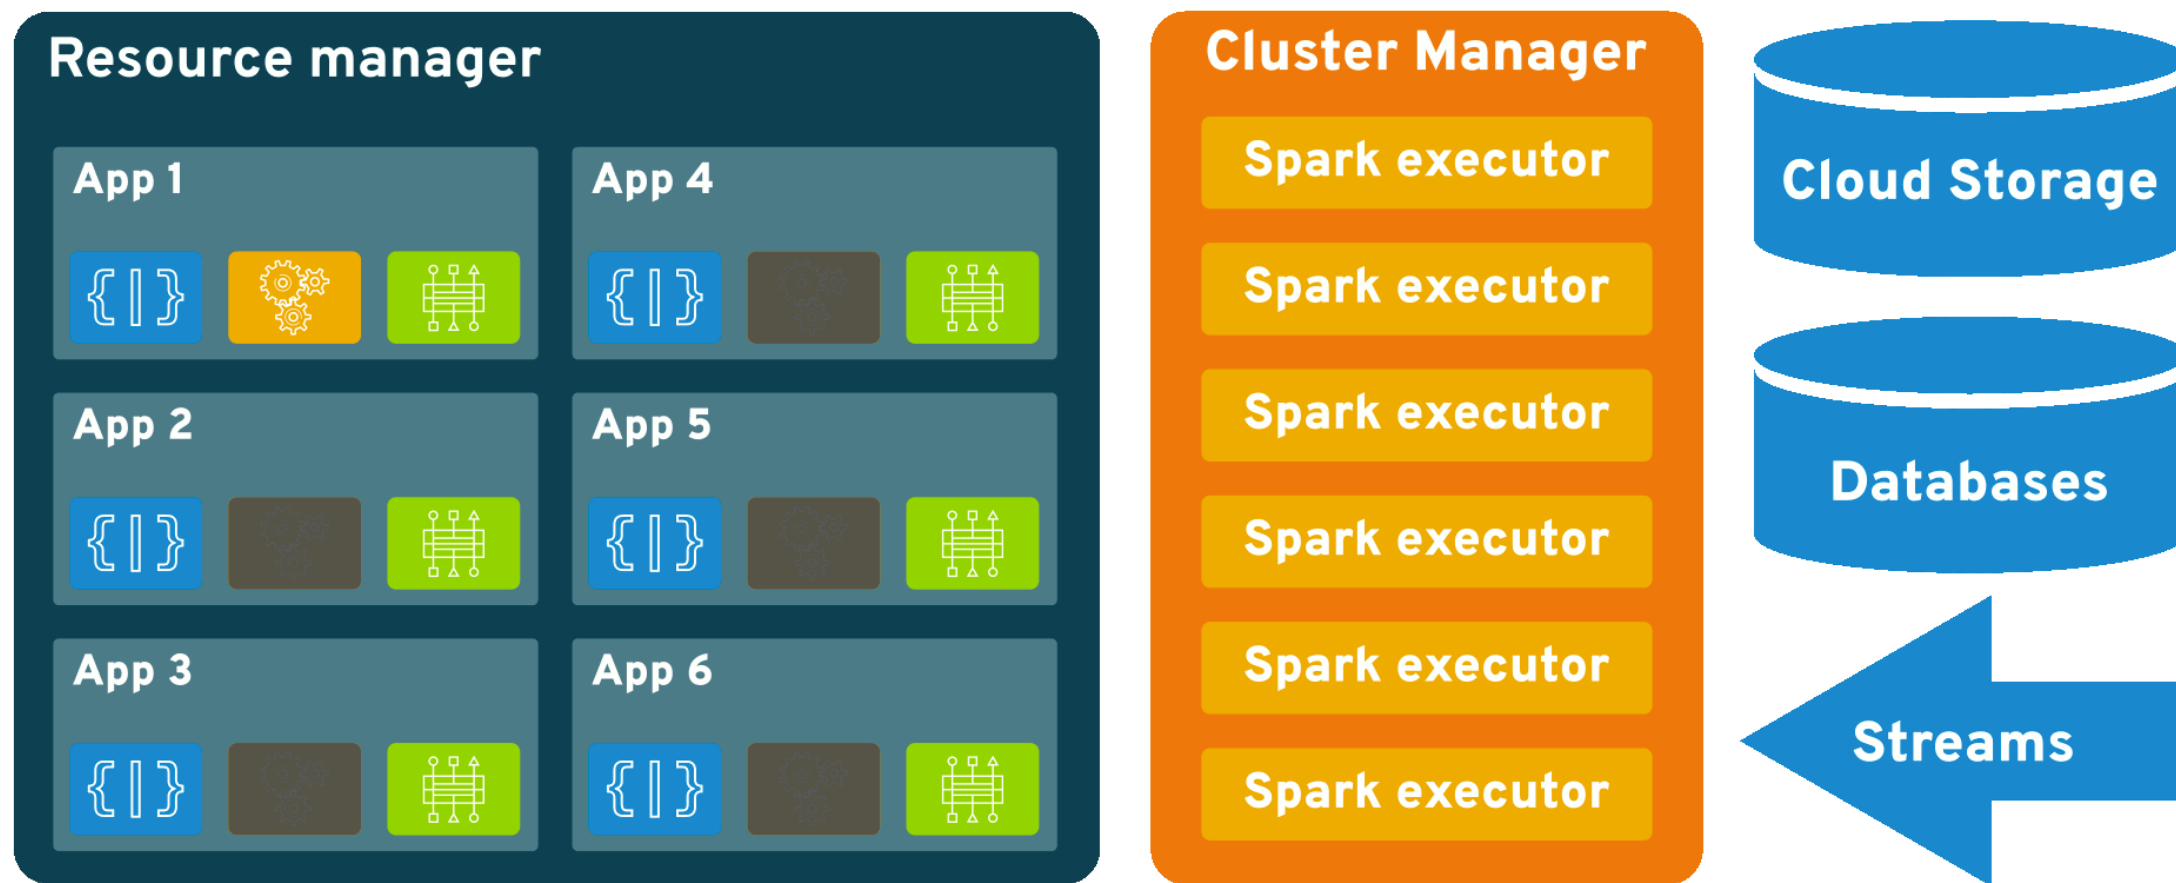 Resource manager
App 1
App 4
App 2
App 5
App 3
App 6
Cluster Manager
Spark executor
Spark executor
Spark executor
Spark executor
Spark executor
Spark executor
Cloud Storage
Databases
Streams